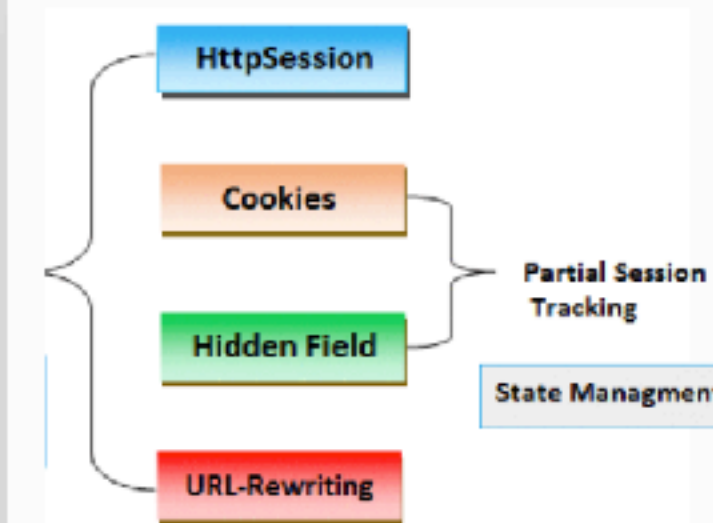 HttpSession
Cookies
Partial Session
Tracking
Hidden Field
State Managment
URL-Rewriting